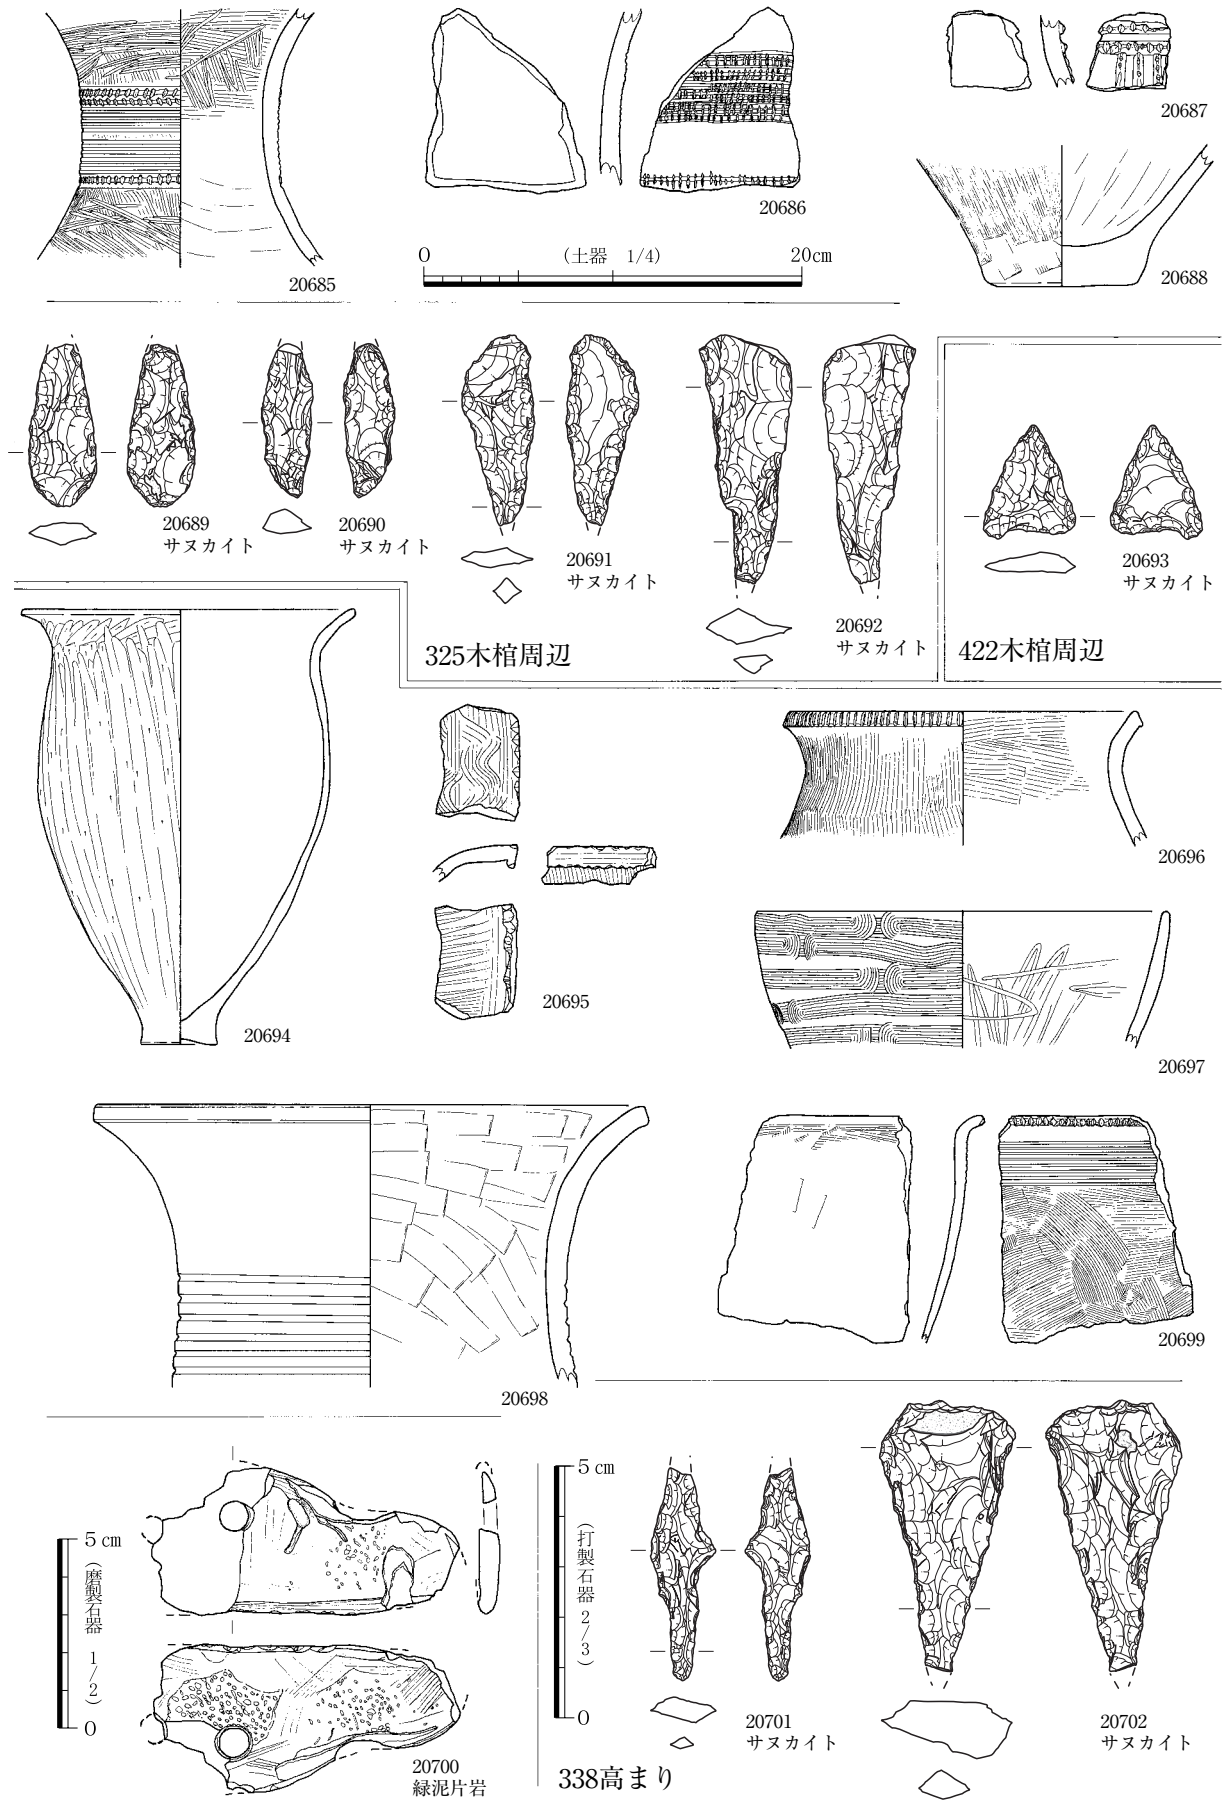 20685
20686
20687
20688
0 (土器 1/4) 20cm
20689
サヌカイト
20690
サヌカイト
20691
サヌカイト
20692
サヌカイト
20693
サヌカイト
325木棺周辺
422木棺周辺
20694
20695
20696
20697
20698
20699
5cm
(磨製石器 1/2)
0
20700
緑泥片岩
5cm
(打製石器 2/3)
0
20701
サヌカイト
20702
サヌカイト
338高まり